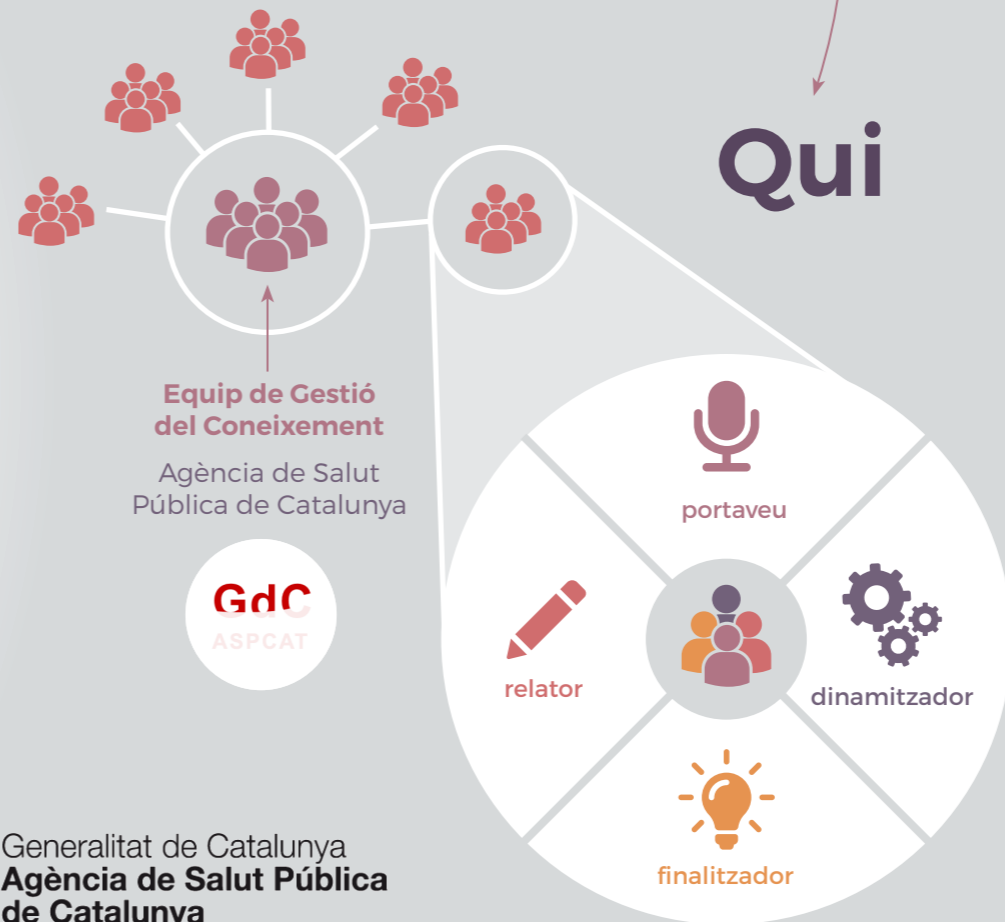 Qui
Equip de Gestió
del Coneixement
Agència de Salut
Pública de Catalunya
GdC
ASPCAT
portaveu
relator
dinamitzador
finalitzador
Generalitat de Catalunya
Agència de Salut Pública
de Catalunya